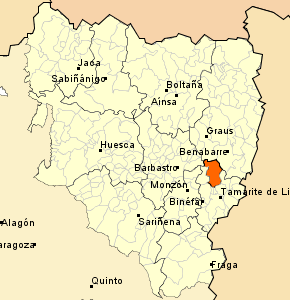 Jaca
Sabiñánigo
Boltaña
Aínsa
Graus
Huesca
Benabarre
Barbastro
Monzón
Tamarite de Li
Binéfar
Sariñena
Alagón
aragoza
Fraga
Quinto